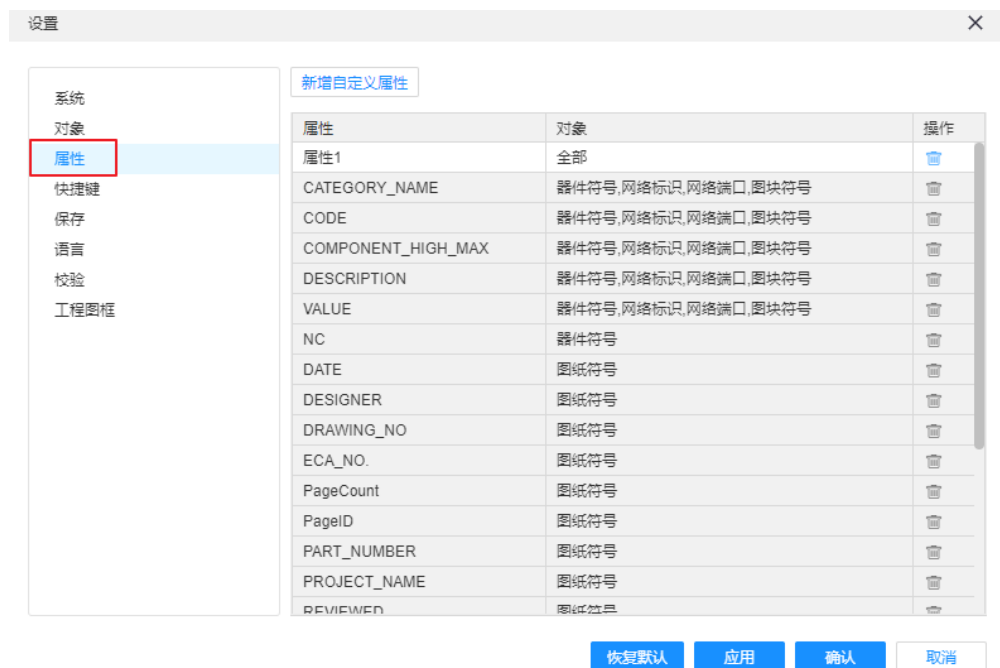 设置
系统
对象
属性
快捷键
保存
语言
校验
工程图框
新增自定义属性
属性 对象 操作
属性1 全部
CATEGORY_NAME 器件符号,网络标识,网络端口,图块符号
CODE 器件符号,网络标识,网络端口,图块符号
COMPONENT_HIGH_MAX 器件符号,网络标识,网络端口,图块符号
DESCRIPTION 器件符号,网络标识,网络端口,图块符号
VALUE 器件符号,网络标识,网络端口,图块符号
NC 器件符号
DATE 图纸符号
DESIGNER 图纸符号
DRAWING_NO 图纸符号
ECA_NO. 图纸符号
PageCount 图纸符号
PageID 图纸符号
PART_NUMBER 图纸符号
PROJECT_NAME 图纸符号
REVIEWED 图纸符号
恢复默认 应用 确认 取消